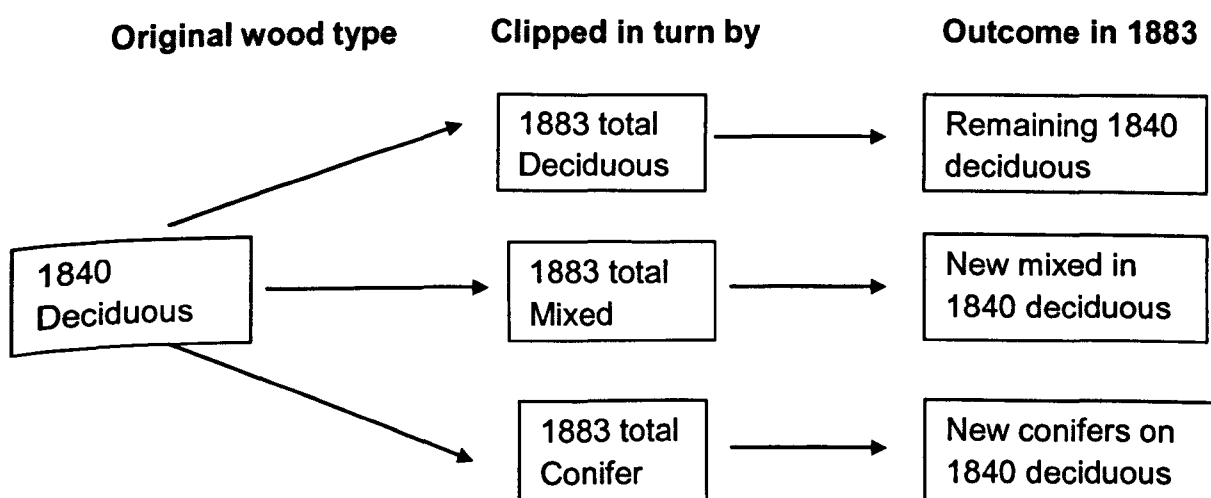 Original wood type
Clipped in turn by
Outcome in 1883
1883 total
Deciduous
Remaining 1840
deciduous
1840
Deciduous
1883 total
Mixed
New mixed in
1840 deciduous
1883 total
Conifer
New conifers on
1840 deciduous